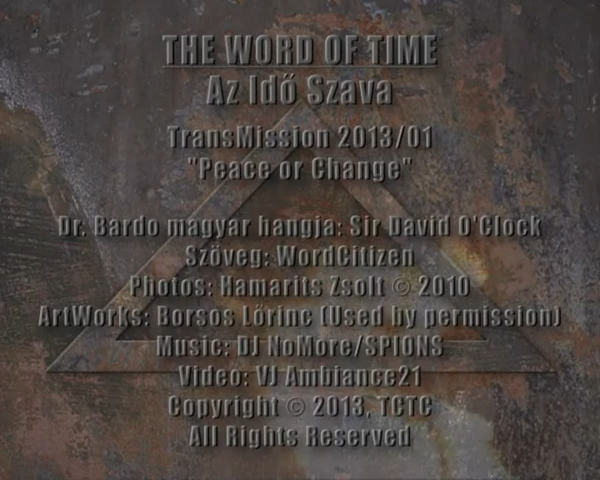 THE WORD OF TIME
Az Idő Szava
TransMission 2013/01
"Peace or Change"
Dr. Bardo magyar hangja: Sir David O'Clock
Szöveg: WordCitizen
Photos: Hamarits Zsolt © 2010
ArtWorks: Borsos Lőrinc (Used by permission)
Music: DJ NoMore/SPIONS
Video: VJ Ambiance21
Copyright © 2013, TCTC
All Rights Reserved